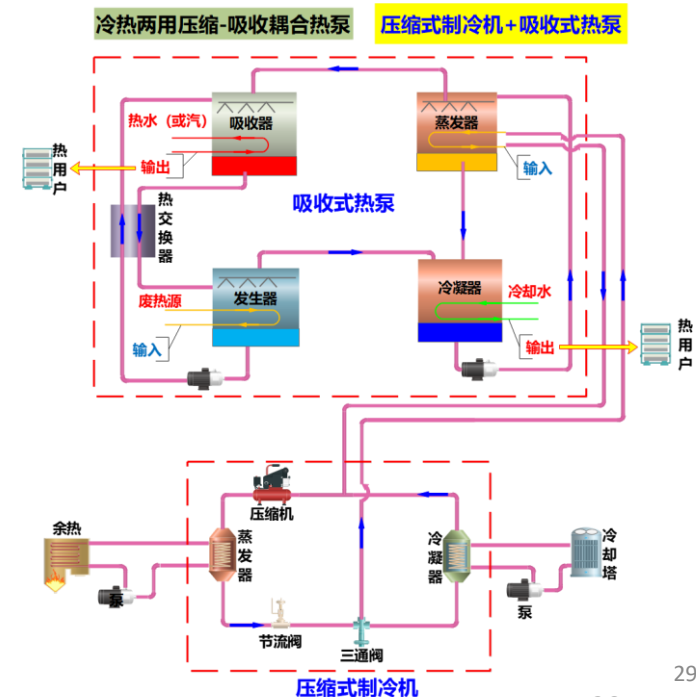 冷热两用压缩-吸收耦合热泵
压缩式制冷机+吸收式热泵
热水（或汽）
吸收器
蒸发器
热用户
输出
输入
热交换器
吸收式热泵
废热源
发生器
冷凝器
冷却水
输入
输出
热用户
压缩机
余热
蒸发器
冷凝器
冷却塔
泵
泵
节流阀
三通阀
压缩式制冷机
29